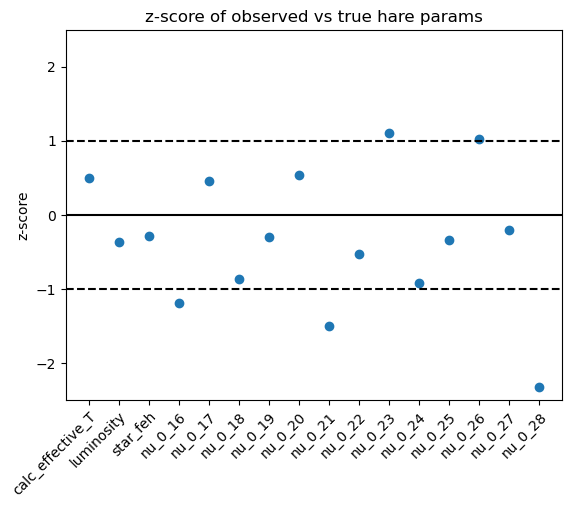 z-score of observed vs true hare params
z-score
2
1
0
−1
−2
calc_effective_T
luminosity
star_feh
nu_0_16
nu_0_17
nu_0_18
nu_0_19
nu_0_20
nu_0_21
nu_0_22
nu_0_23
nu_0_24
nu_0_25
nu_0_26
nu_0_27
nu_0_28